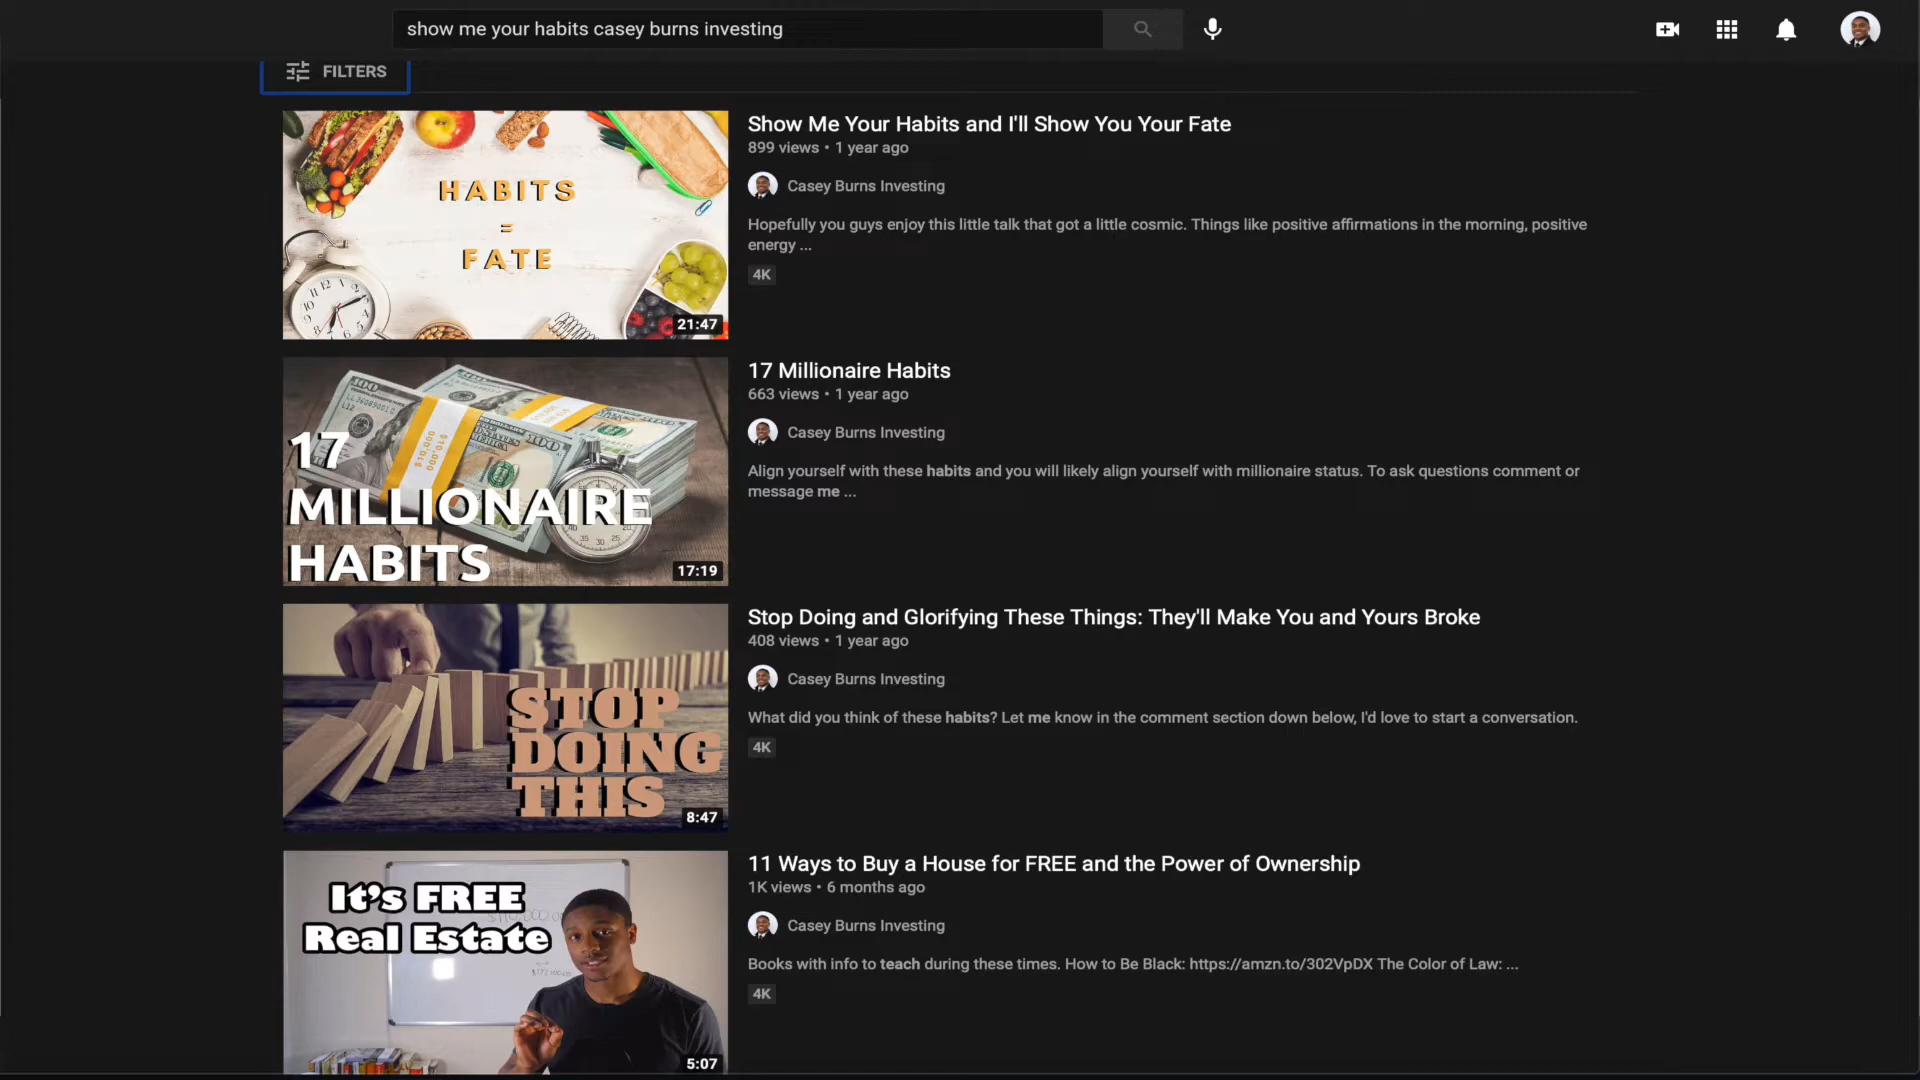 show me your habits casey burns investing
FILTERS
HABITS
=
FATE
21:47
Show Me Your Habits and I'll Show You Your Fate
899 views • 1 year ago
Casey Burns Investing
Hopefully you guys enjoy this little talk that got a little cosmic. Things like positive affirmations in the morning, positive
energy ...
4K
17
MILLIONAIRE
HABITS
17:19
17 Millionaire Habits
663 views • 1 year ago
Casey Burns Investing
Align yourself with these habits and you will likely align yourself with millionaire status. To ask questions comment or
message me ...
STOP
DOING
THIS
8:47
Stop Doing and Glorifying These Things: They'll Make You and Yours Broke
408 views • 1 year ago
Casey Burns Investing
What did you think of these habits? Let me know in the comment section down below, I'd love to start a conversation.
4K
It's FREE
Real Estate
5:07
11 Ways to Buy a House for FREE and the Power of Ownership
1K views • 6 months ago
Casey Burns Investing
Books with info to teach during these times. How to Be Black: https://amzn.to/302VpDX The Color of Law: ...
4K